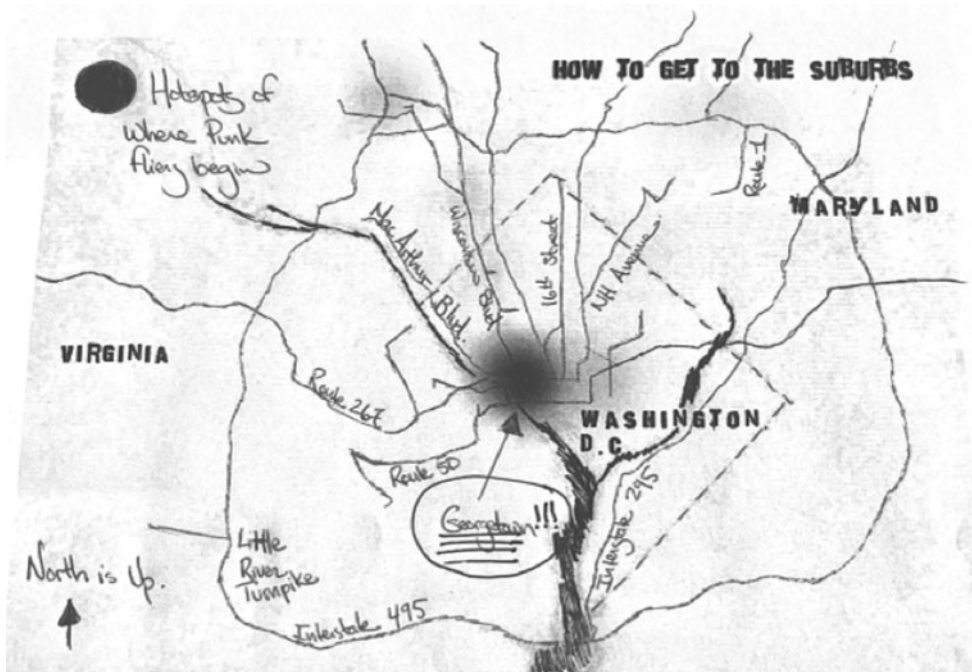 HOW TO GET TO THE SUBURBS
Hotspots of
Where Punk
fliers begin
MARYLAND
Route 1
MacArthur Blvd.
Wisconsin Blvd
16th Street
NH Avenue
VIRGINIA
Route 267
WASHINGTON
D.C.
Route 50
Georgetown!!!
Interstate 295
Little
River
Turnpike
North is Up.
Interstate 495